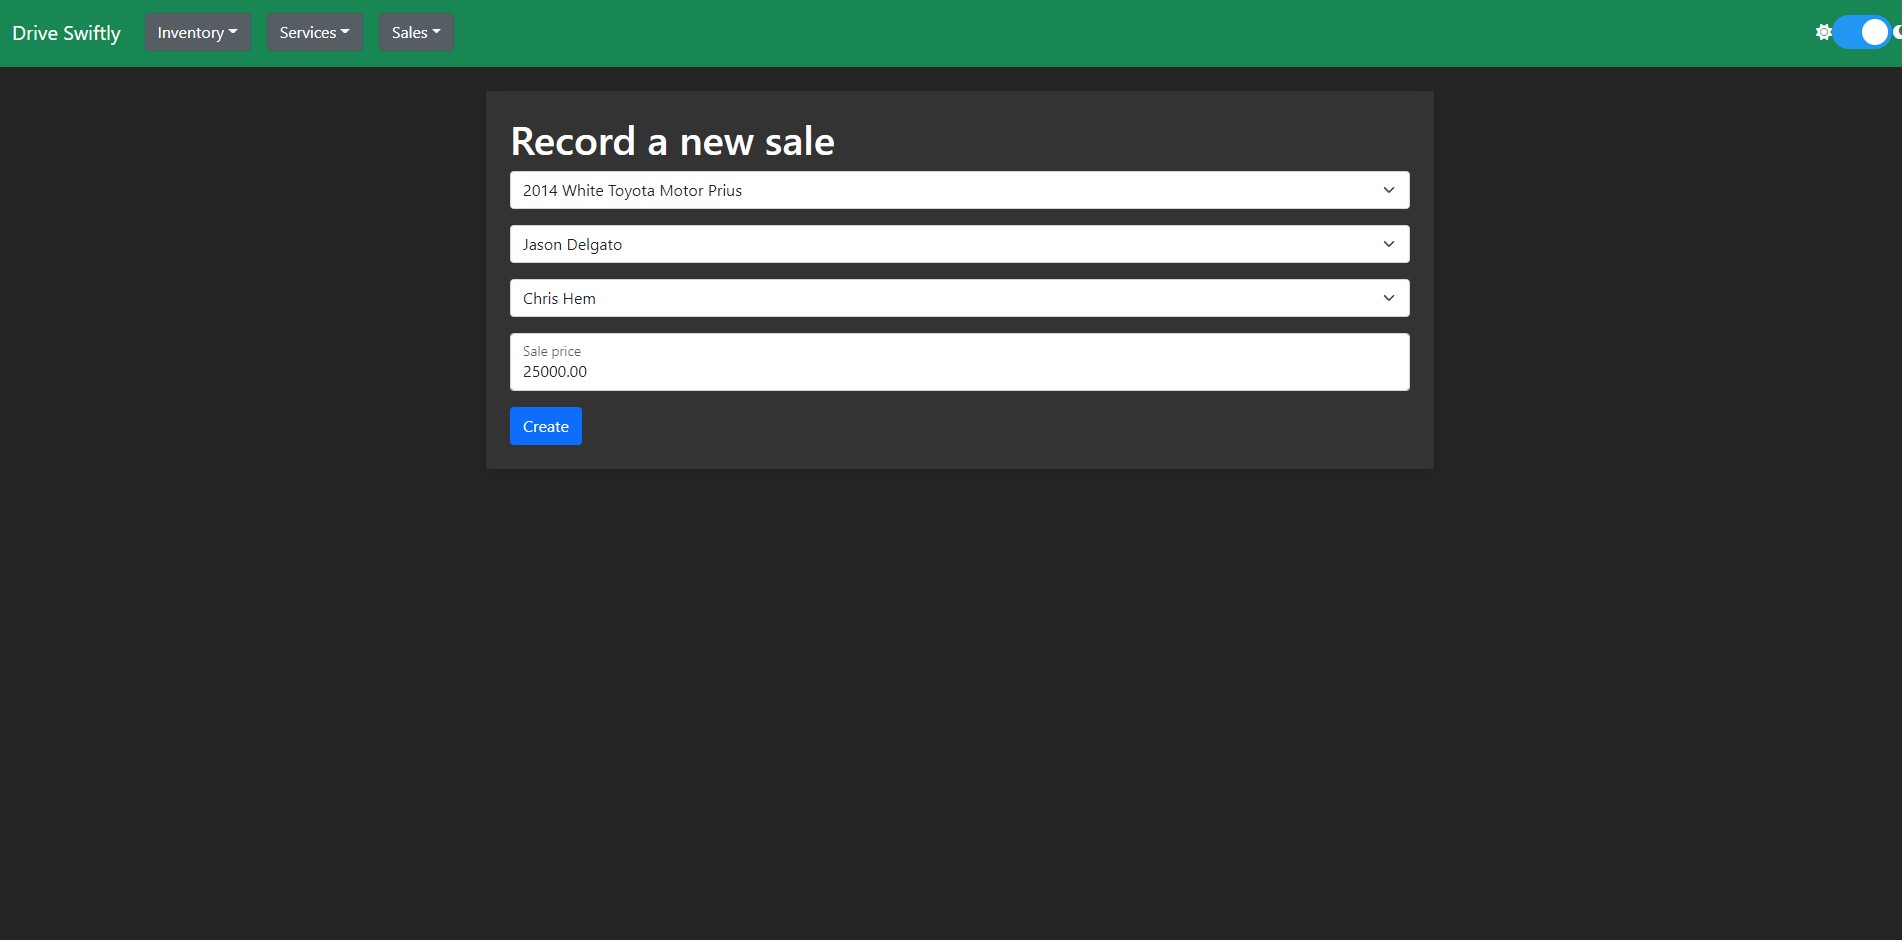 Drive Swiftly Inventory Services Sales
Record a new sale
2014 White Toyota Motor Prius
Jason Delgato
Chris Hem
Sale price
25000.00
Create